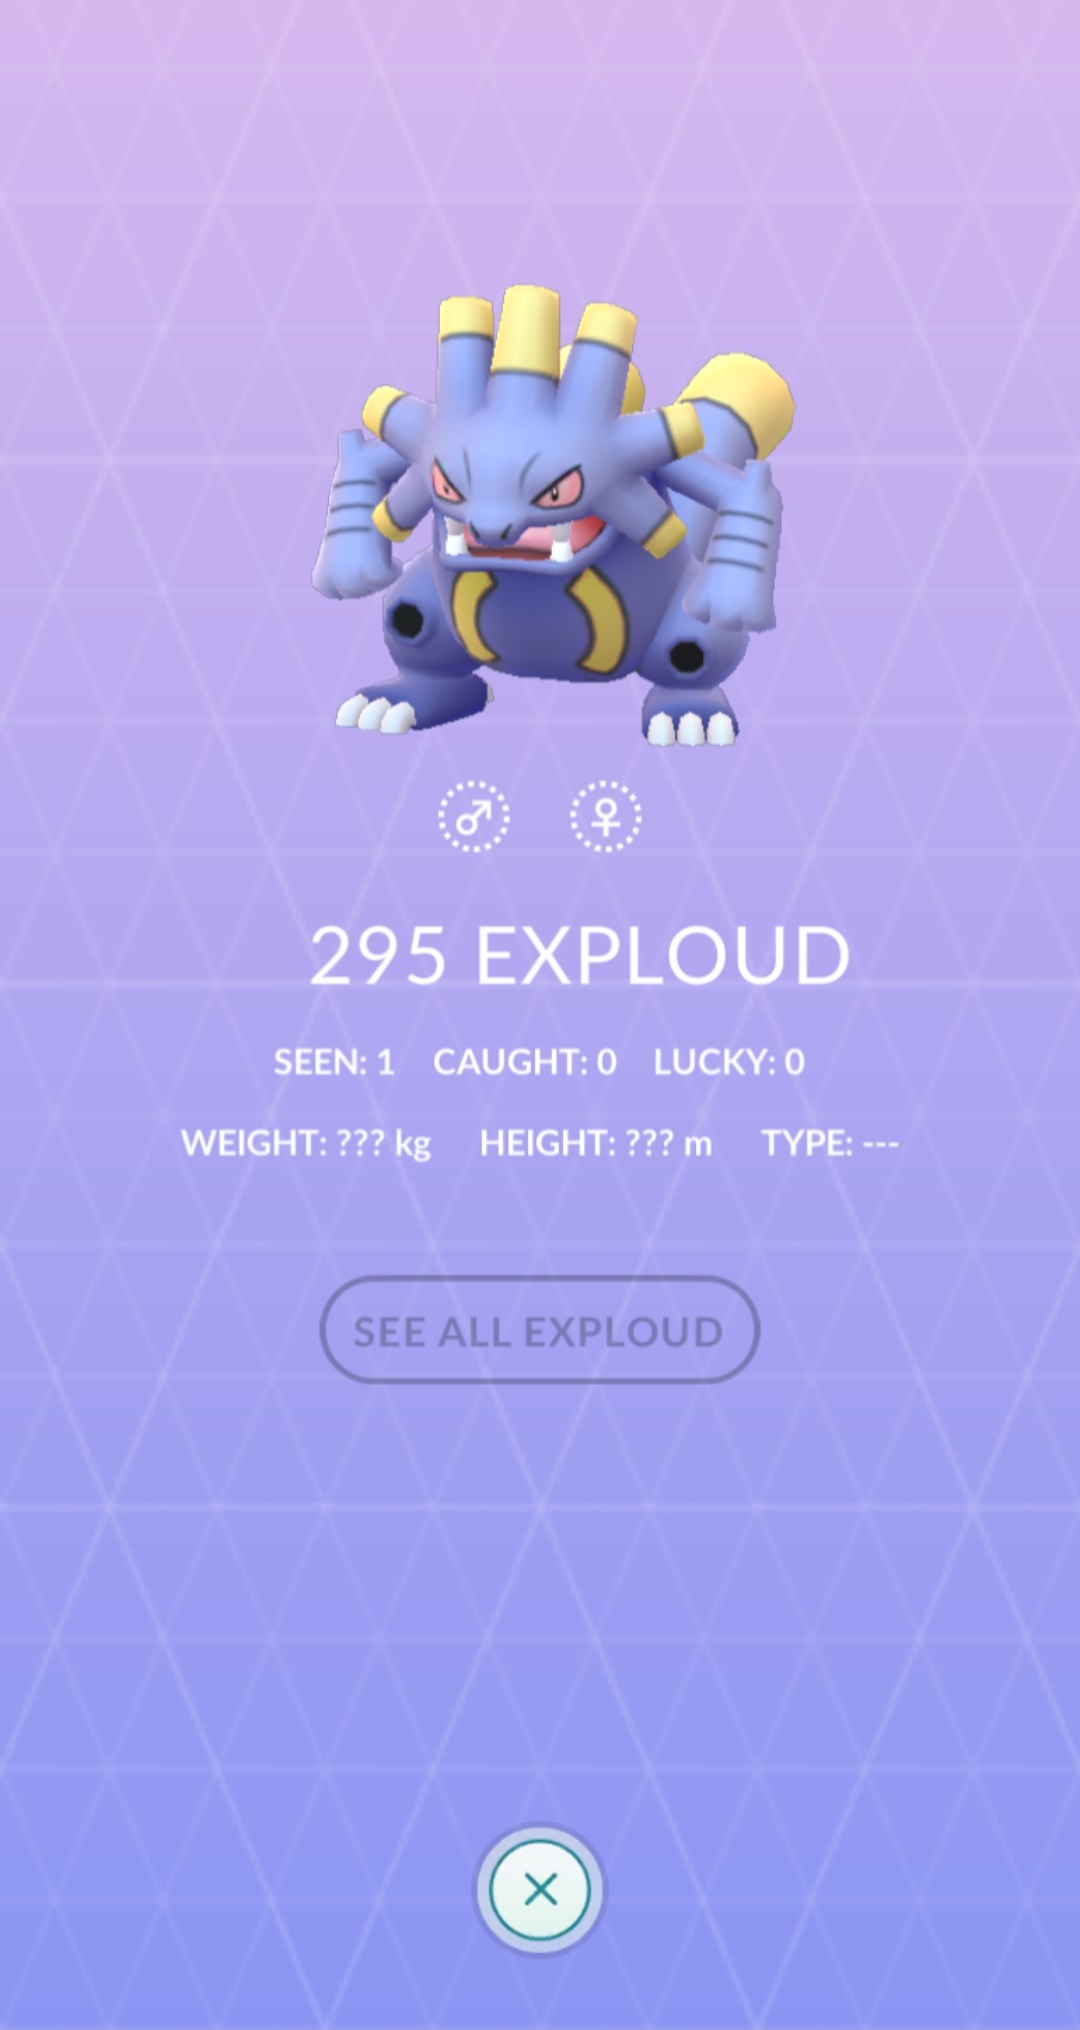 295 EXPLOUD
SEEN: 1 CAUGHT: 0 LUCKY: 0
WEIGHT: ??? kg HEIGHT: ??? m TYPE: ---
SEE ALL EXPLOUD